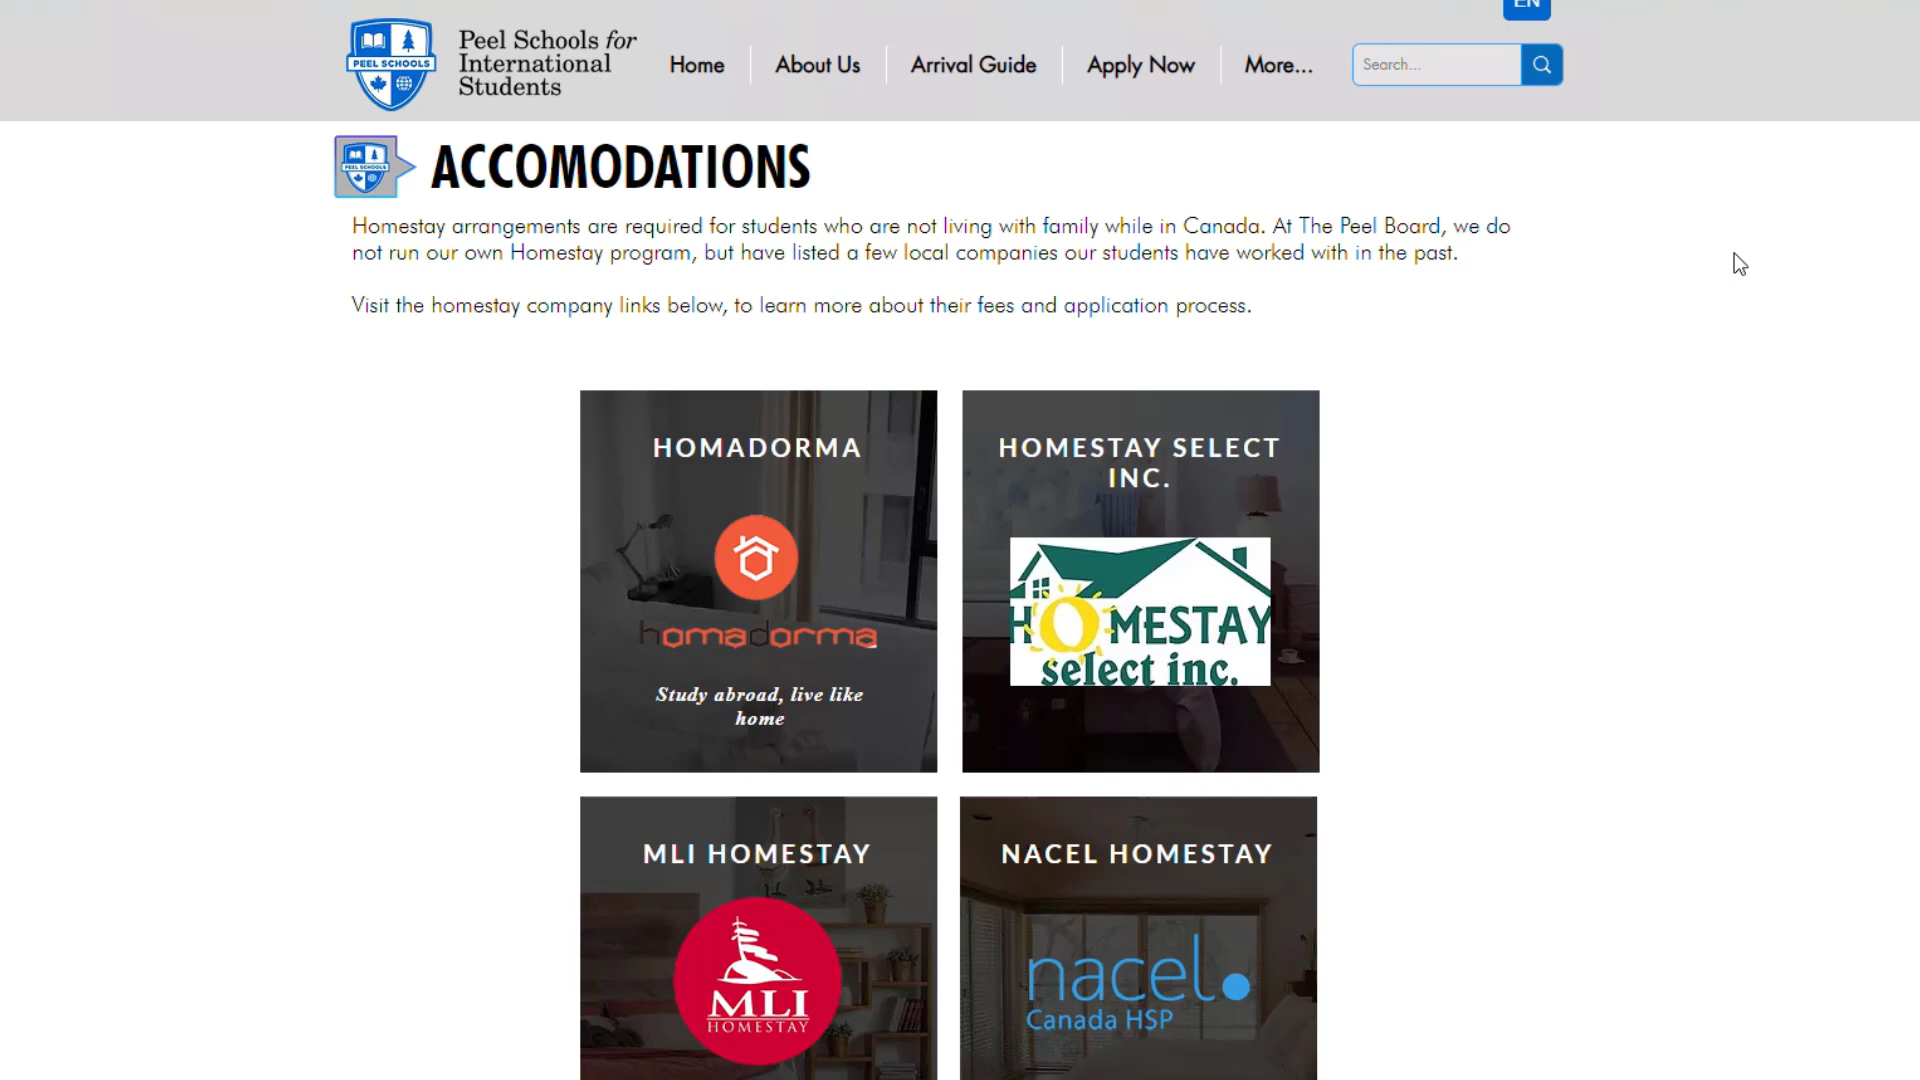 EN
PEEL SCHOOLS
Peel Schools for
International
Students
Home
About Us
Arrival Guide
Apply Now
More...
Search...
PEEL SCHOOLS
ACCOMODATIONS
Homestay arrangements are required for students who are not living with family while in Canada. At The Peel Board, we do
not run our own Homestay program, but have listed a few local companies our students have worked with in the past.
Visit the homestay company links below, to learn more about their fees and application process.
HOMADORMA
homadorma
Study abroad, live like
home
HOMESTAY SELECT
INC.
HOMESTAY
select inc.
MLI HOMESTAY
MLI
HOMESTAY
NACEL HOMESTAY
nacel
Canada HSP